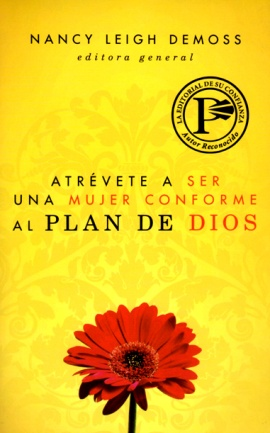 NANCY LEIGH DEMOSS
editora general
LA EDITORIAL DE SU CONFIANZA
P
Autor Reconocido
ATRÉVETE A SER
UNA MUJER CONFORME
AL PLAN DE DIOS